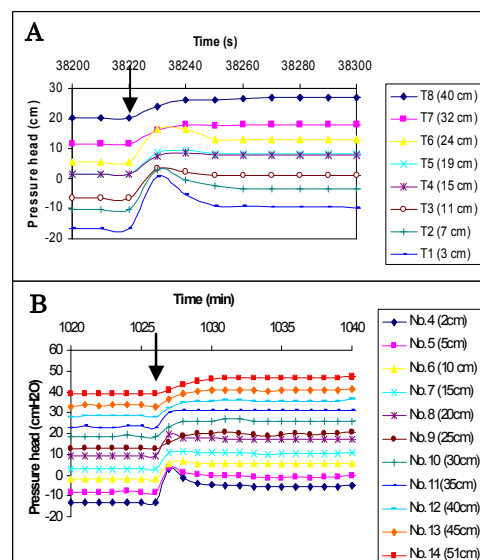 A
Time (s)
38200 38220 38240 38260 38280 38300
Pressure head (cm)
30
20
10
0
-10
-20
T8 (40 cm)
T7 (32 cm)
T6 (24 cm)
T5 (19 cm)
T4 (15 cm)
T3 (11 cm)
T2 (7 cm)
T1 (3 cm)
B
Time (min)
1020 1025 1030 1035 1040
Pressure head (cmH2O)
60
50
40
30
20
10
0
-10
-20
No.4 (2cm)
No.5 (5cm)
No.6 (10 cm)
No.7 (15cm)
No.8 (20cm)
No.9 (25cm)
No.10 (30cm)
No.11(35cm)
No.12 (40cm)
No.13 (45cm)
No.14 (51cm)